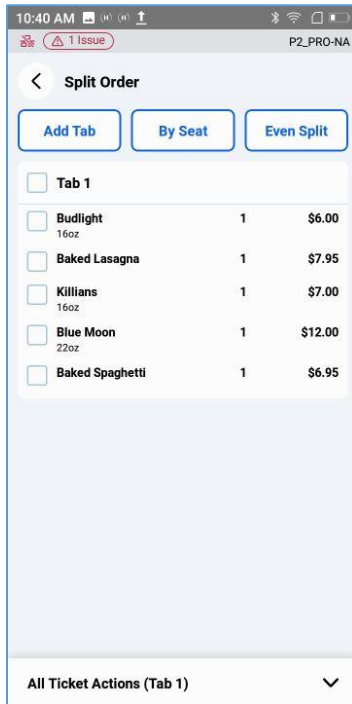 10:40 AM
1 Issue P2_PRO-NA
Split Order
Add Tab By Seat Even Split
Tab 1
Budlight 1 $6.00
16oz
Baked Lasagna 1 $7.95
Killians 1 $7.00
16oz
Blue Moon 1 $12.00
22oz
Baked Spaghetti 1 $6.95
All Ticket Actions (Tab 1)